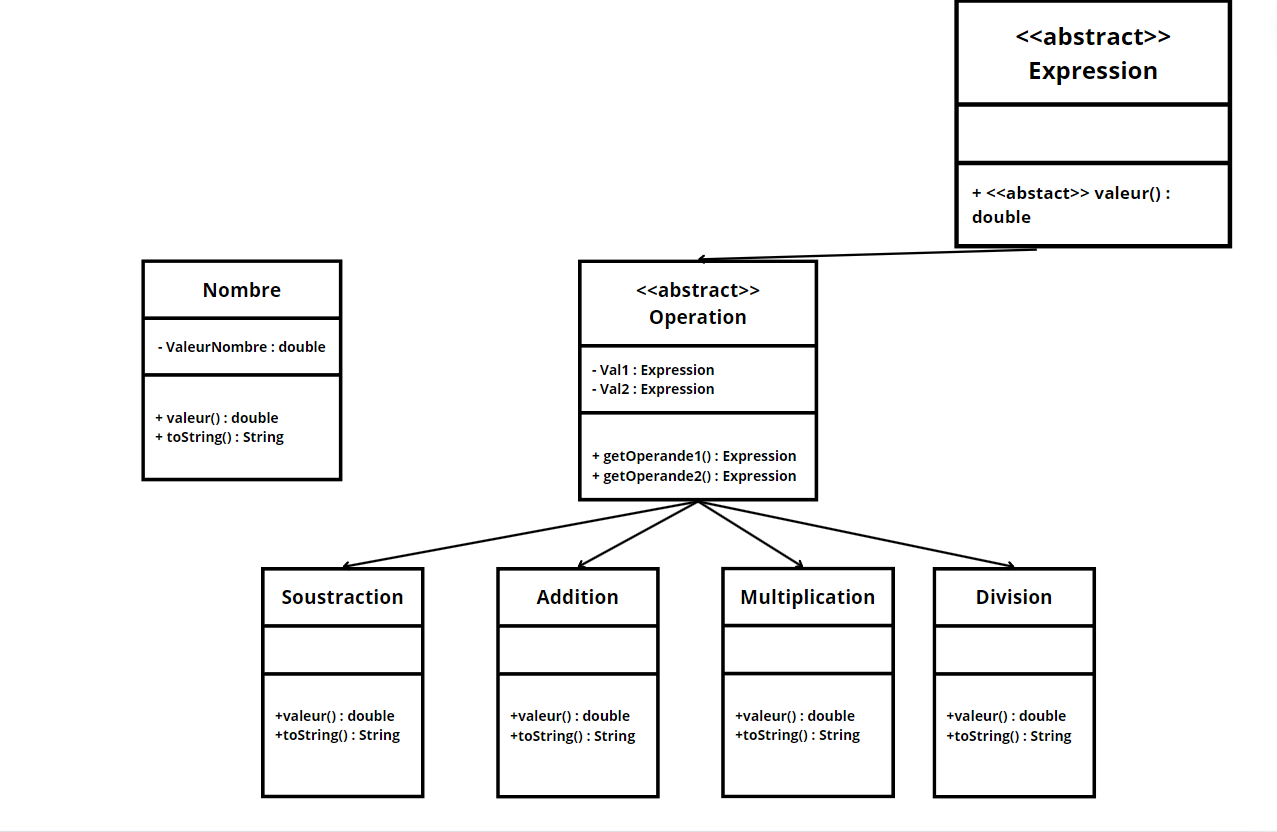 <<abstract>>
Expression
+ <<abstact>> valeur() :
double
Nombre
- ValeurNombre : double
+ valeur() : double
+ toString() : String
<<abstract>>
Operation
- Val1 : Expression
- Val2 : Expression
+ getOperande1() : Expression
+ getOperande2() : Expression
Soustraction
+valeur() : double
+toString() : String
Addition
+valeur() : double
+toString() : String
Multiplication
+valeur() : double
+toString() : String
Division
+valeur() : double
+toString() : String